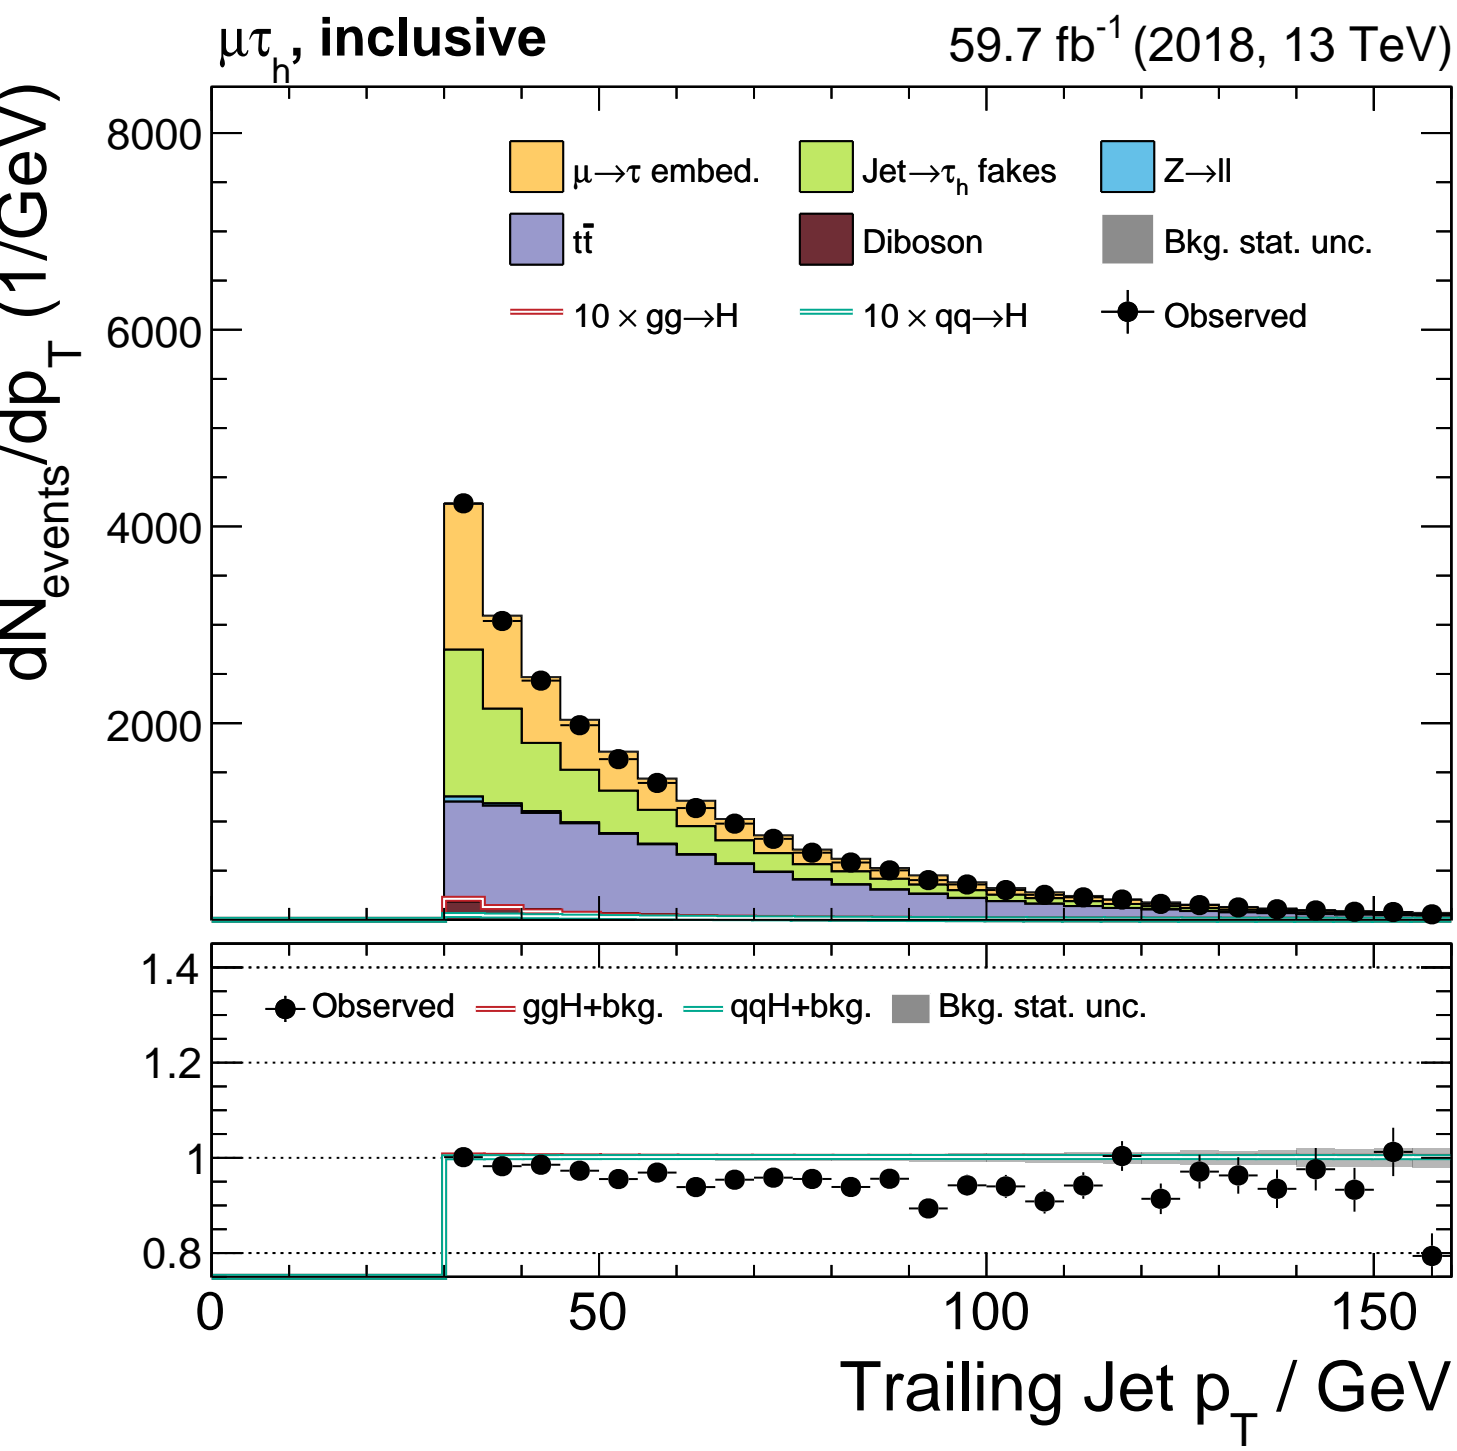 μτh, inclusive
59.7 fb-1 (2018, 13 TeV)
dNevents/dpT (1/GeV)
8000
6000
4000
2000
μ→τ embed.
Jet→τh fakes
Z→ll
tt̄
Diboson
Bkg. stat. unc.
10 × gg→H
10 × qq→H
Observed
1.4
1.2
1
0.8
Observed
ggH+bkg.
qqH+bkg.
Bkg. stat. unc.
0
50
100
150
Trailing Jet pT / GeV